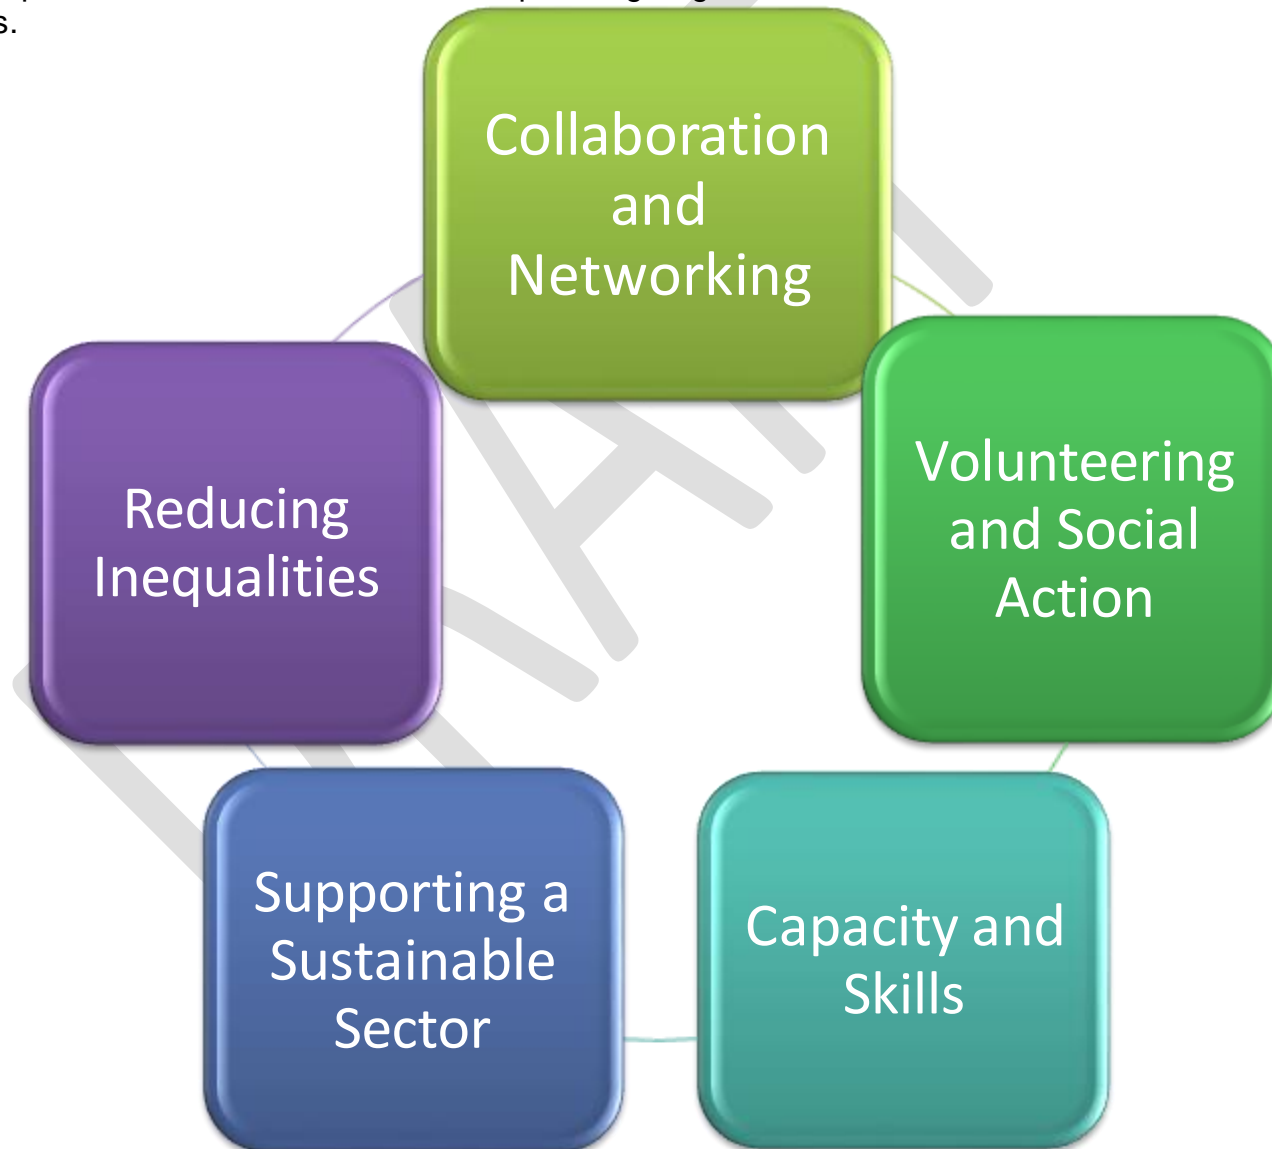 s.
Collaboration
and
Networking
Volunteering
and Social
Action
Capacity and
Skills
Supporting a
Sustainable
Sector
Reducing
Inequalities